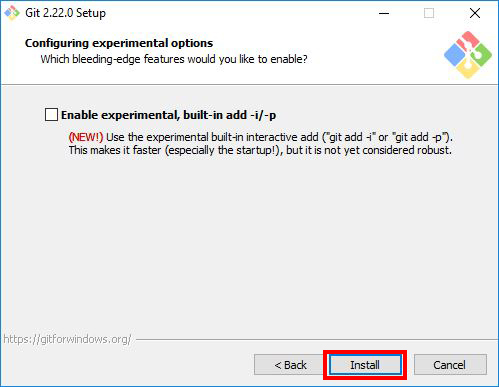 Git 2.22.0 Setup
Configuring experimental options
Which bleeding-edge features would you like to enable?
Enable experimental, built-in add -i/-p
(NEW!) Use the experimental built-in interactive add ("git add -i" or "git add -p").
This makes it faster (especially the startup!), but it is not yet considered robust.
https://gitforwindows.org/
< Back
Install
Cancel